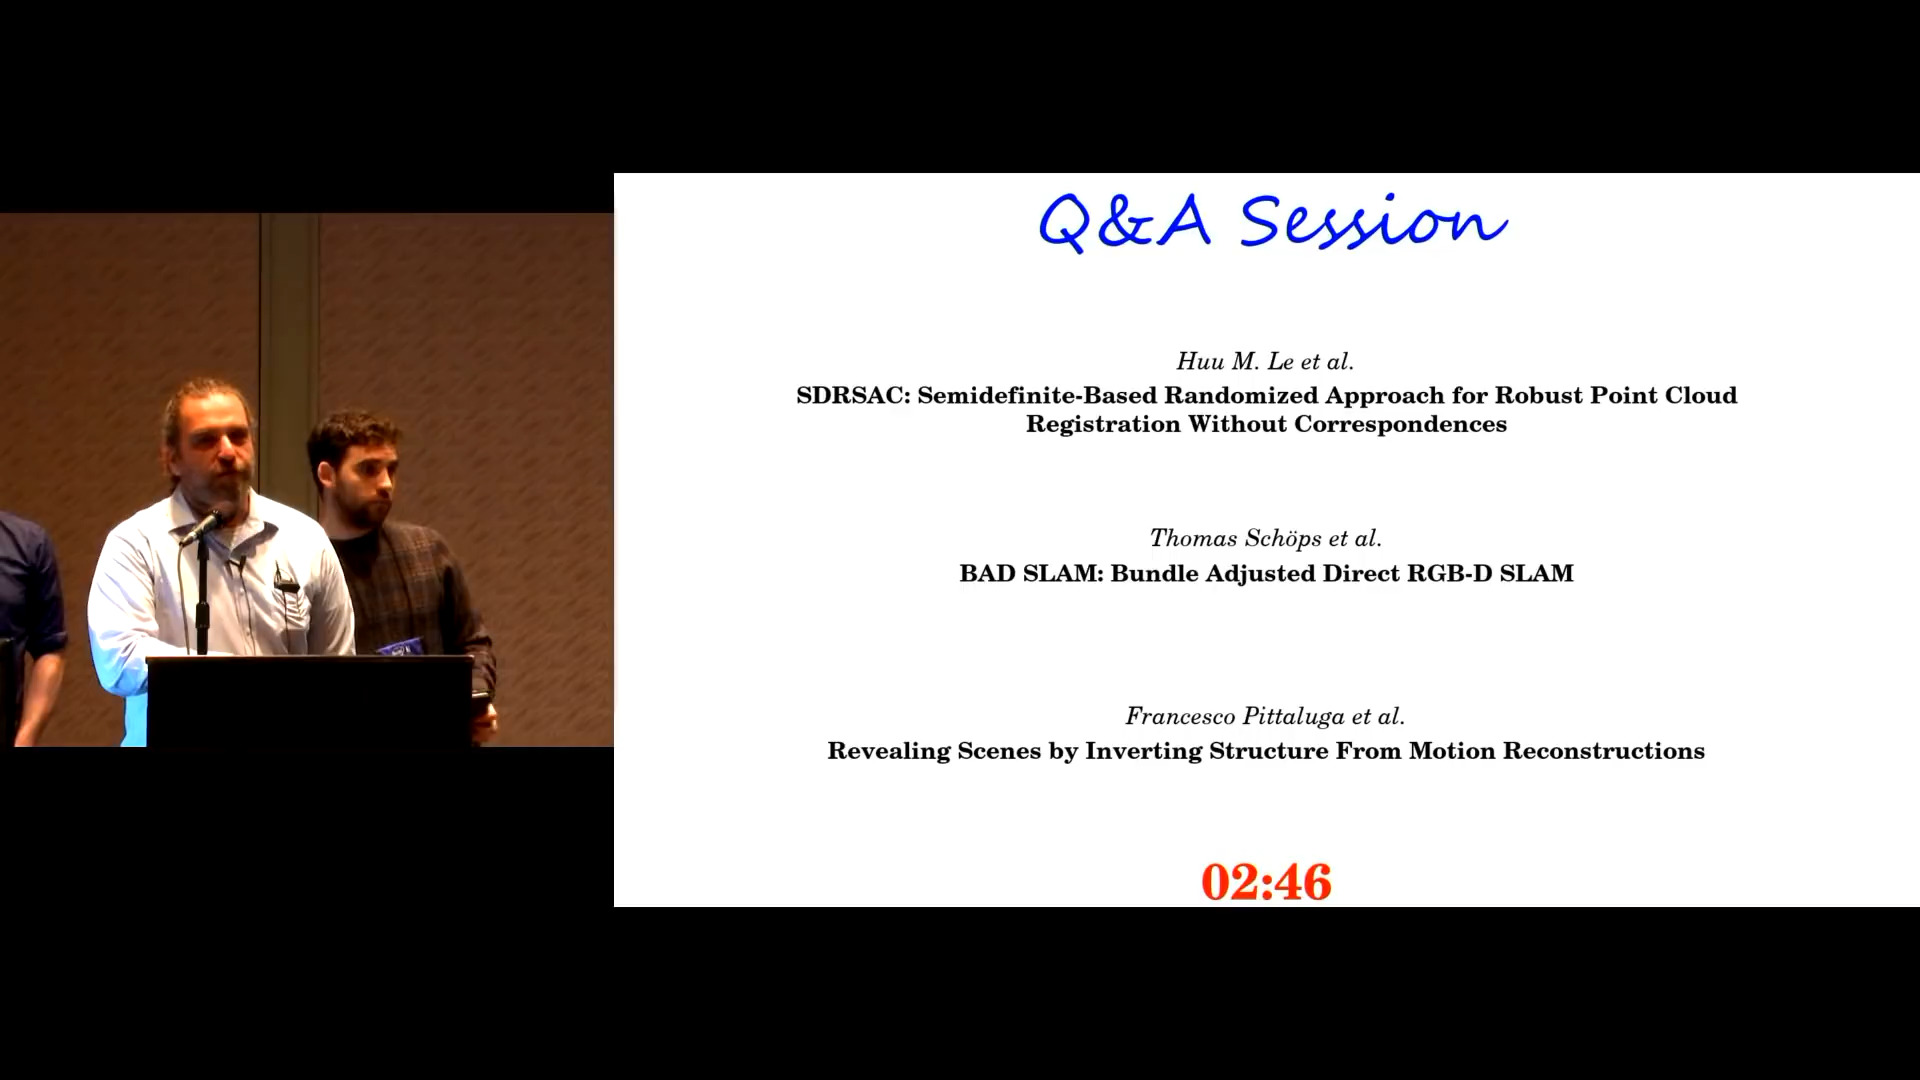 Q&A Session
Huu M. Le et al.
SDRSAC: Semidefinite-Based Randomized Approach for Robust Point Cloud
Registration Without Correspondences
Thomas Schöps et al.
BAD SLAM: Bundle Adjusted Direct RGB-D SLAM
Francesco Pittaluga et al.
Revealing Scenes by Inverting Structure From Motion Reconstructions
02:46